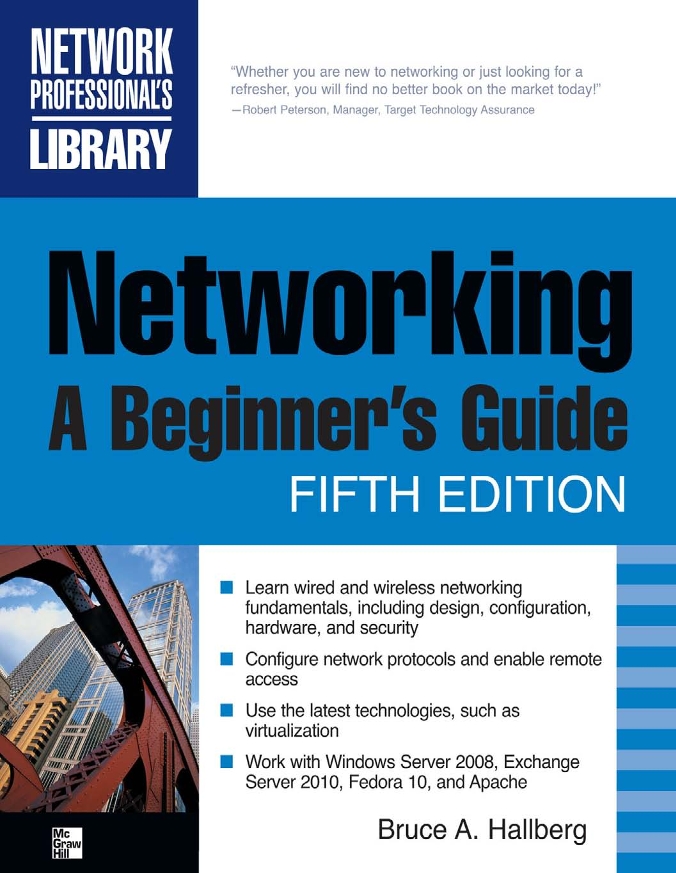 NETWORK
PROFESSIONAL'S
LIBRARY
“Whether you are new to networking or just looking for a
refresher, you will find no better book on the market today!”
—Robert Peterson, Manager, Target Technology Assurance
Networking
A Beginner's Guide
FIFTH EDITION
Learn wired and wireless networking
fundamentals, including design, configuration,
hardware, and security
Configure network protocols and enable remote
access
Use the latest technologies, such as
virtualization
Work with Windows Server 2008, Exchange
Server 2010, Fedora 10, and Apache
Bruce A. Hallberg
Mc
Graw
Hill